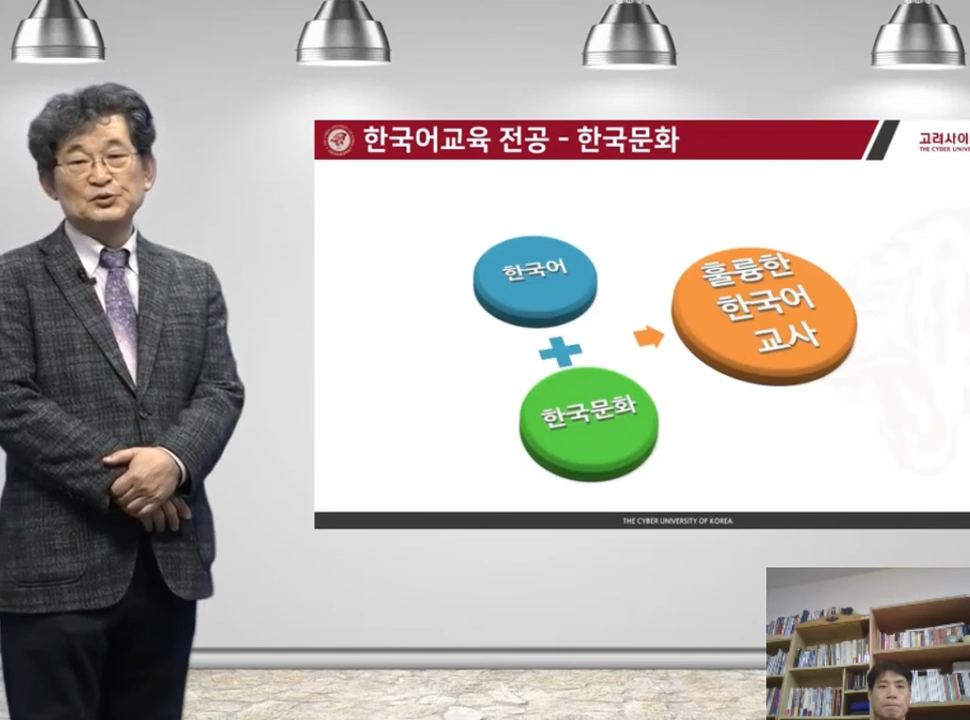 한국어교육 전공 - 한국문화
고려사이
THE CYBER UNIVE
한국어
훌륭한
한국어
교사
한국문화
THE CYBER UNIVERSITY OF KOREA